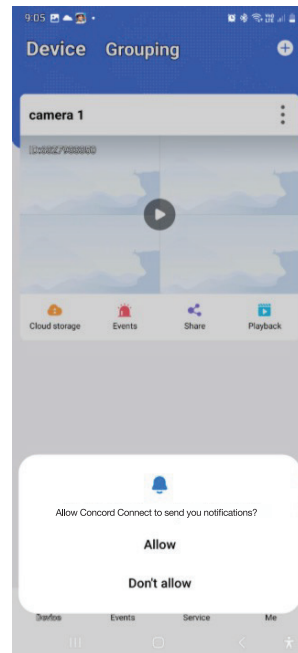 9:05
Device Grouping
camera 1
Cloud storage Events Share Playback
Allow Concord Connect to send you notifications?
Allow
Don't allow
Events Service Me